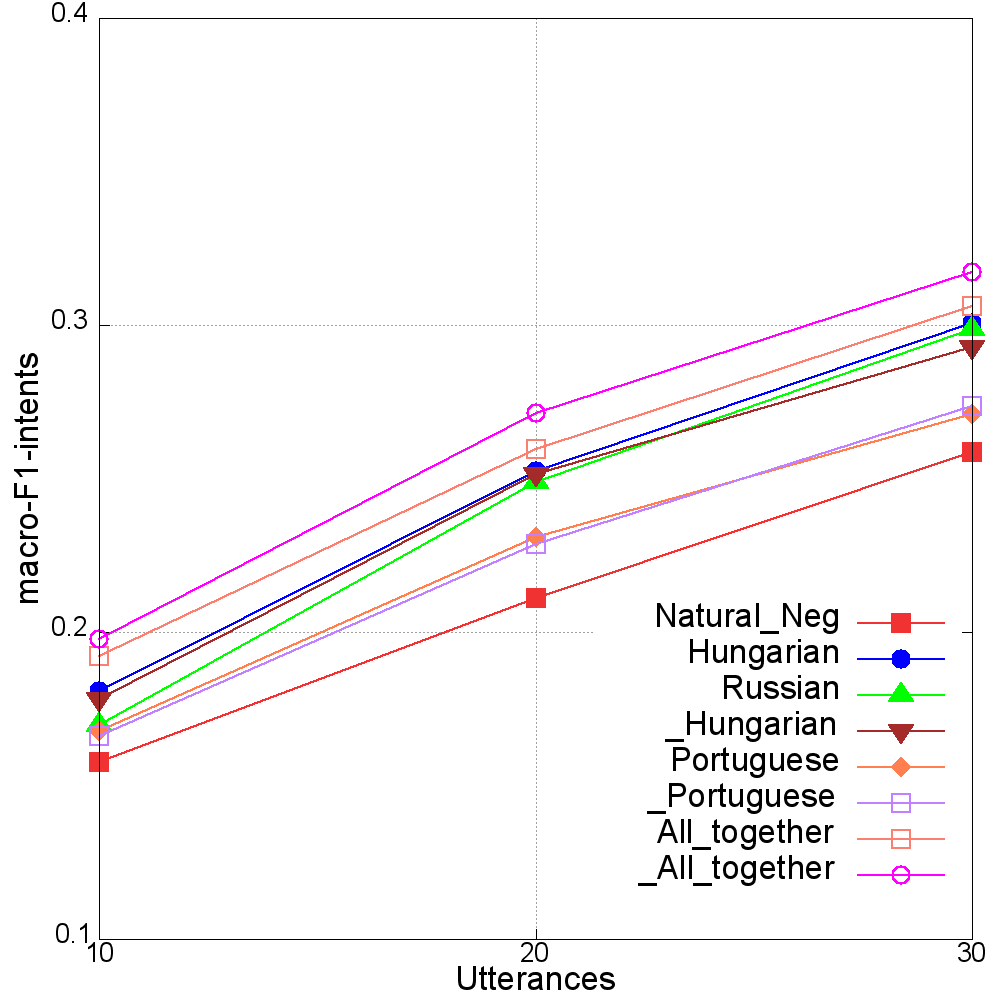 0.4
0.3
0.2
0.1
macro-F1-intents
Natural_Neg
Hungarian
Russian
_Hungarian
Portuguese
_Portuguese
All_together
_All_together
10 20 30
Utterances